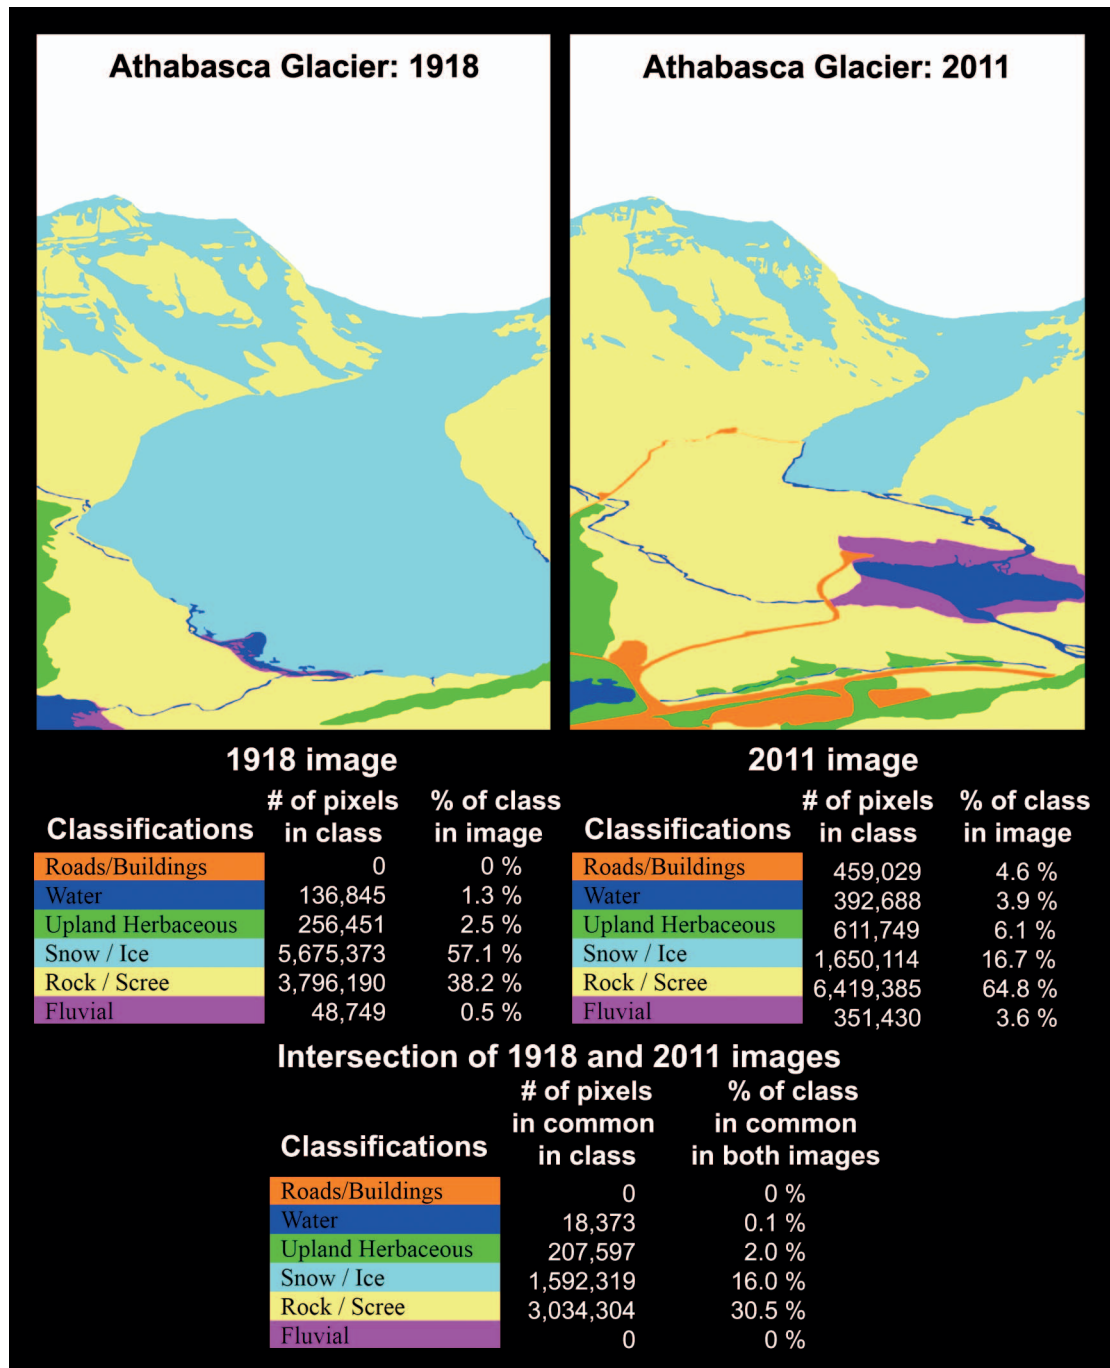 Athabasca Glacier: 1918
Athabasca Glacier: 2011
1918 image
Classifications # of pixels in class % of class in image
Roads/Buildings 0 0 %
Water 136,845 1.3 %
Upland Herbaceous 256,451 2.5 %
Snow / Ice 5,675,373 57.1 %
Rock / Scree 3,796,190 38.2 %
Fluvial 48,749 0.5 %
2011 image
Classifications # of pixels in class % of class in image
Roads/Buildings 459,029 4.6 %
Water 392,688 3.9 %
Upland Herbaceous 611,749 6.1 %
Snow / Ice 1,650,114 16.7 %
Rock / Scree 6,419,385 64.8 %
Fluvial 351,430 3.6 %
Intersection of 1918 and 2011 images
Classifications # of pixels in common in class % of class in common in both images
Roads/Buildings 0 0 %
Water 18,373 0.1 %
Upland Herbaceous 207,597 2.0 %
Snow / Ice 1,592,319 16.0 %
Rock / Scree 3,034,304 30.5 %
Fluvial 0 0 %